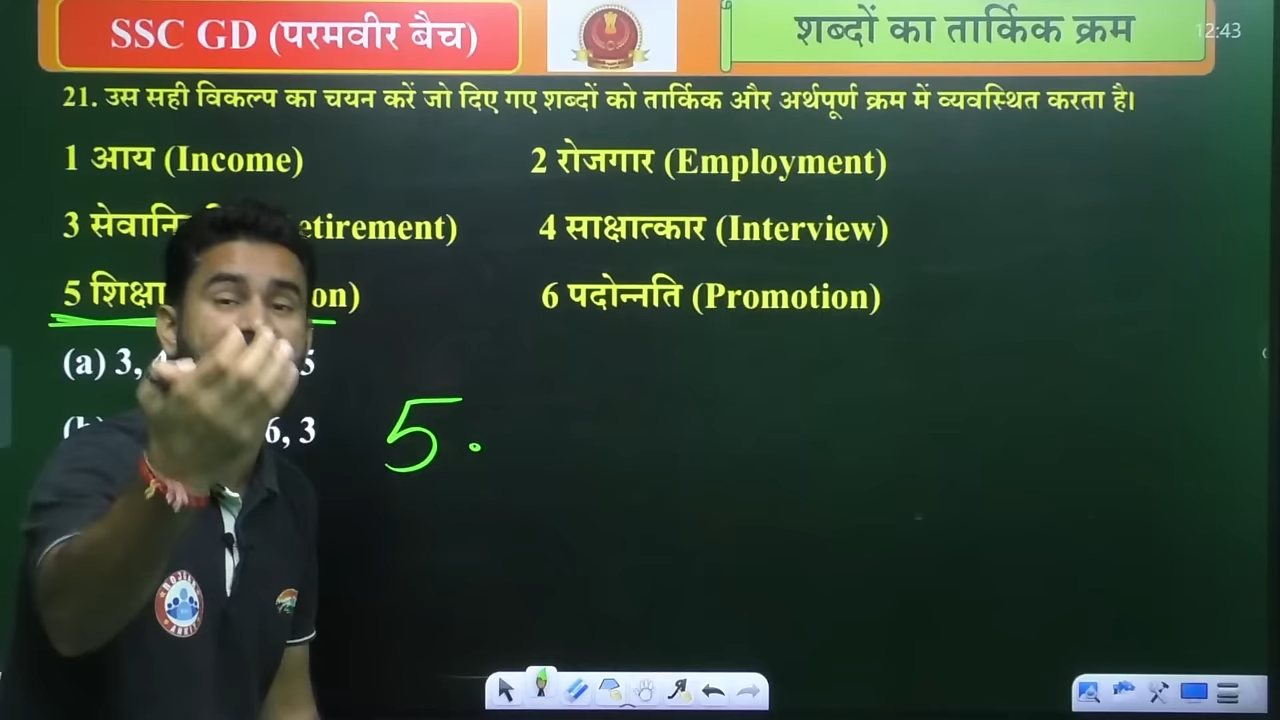 SSC GD (परमवीर बैच)
शब्दों का तार्किक क्रम
12:43
21. उस सही विकल्प का चयन करें जो दिए गए शब्दों को तार्किक और अर्थपूर्ण क्रम में व्यवस्थित करता है।
1 आय (Income) 2 रोजगार (Employment)
3 4 साक्षात्कार (Interview)
5 शिक्षा 6 पदोन्नति (Promotion)
(a) 3, 5
6, 3
5.